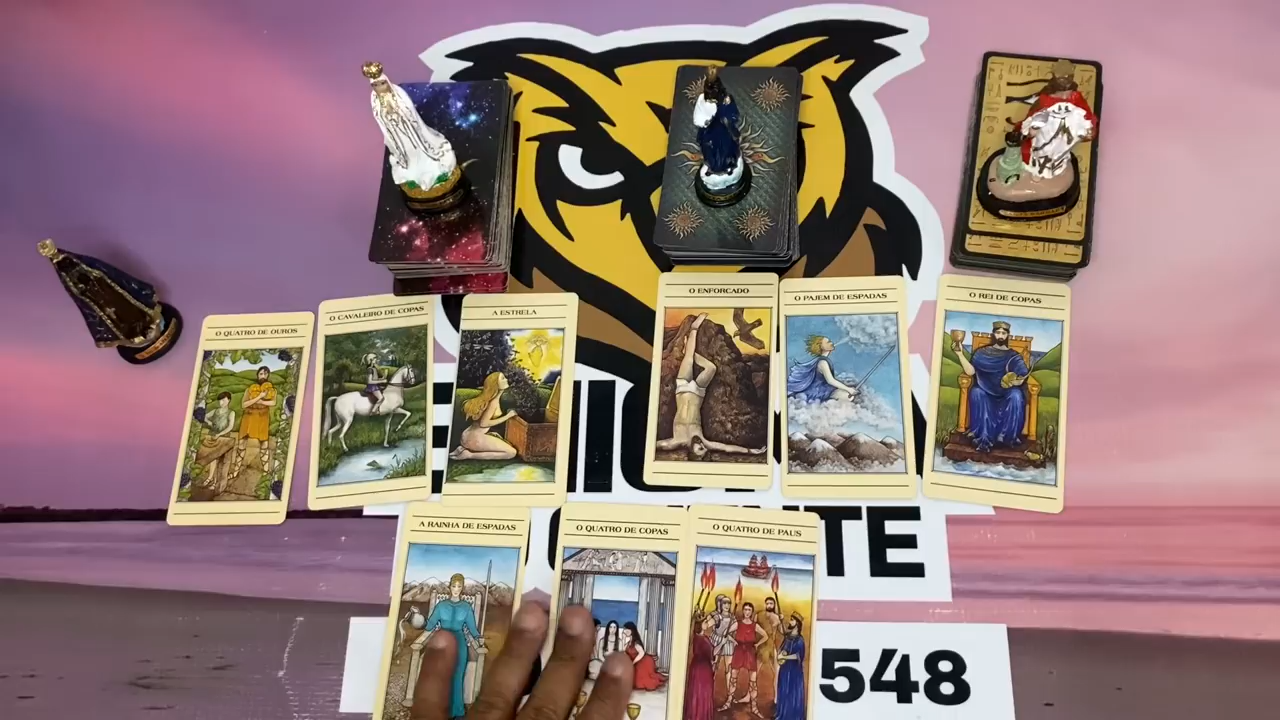 O QUATRO DE OUROS
O CAVALEIRO DE COPAS
A ESTRELA
O ENFORCADO
O PAJEM DE ESPADAS
O REI DE COPAS
A RAINHA DE ESPADAS
O QUATRO DE COPAS
O QUATRO DE PAUS
548